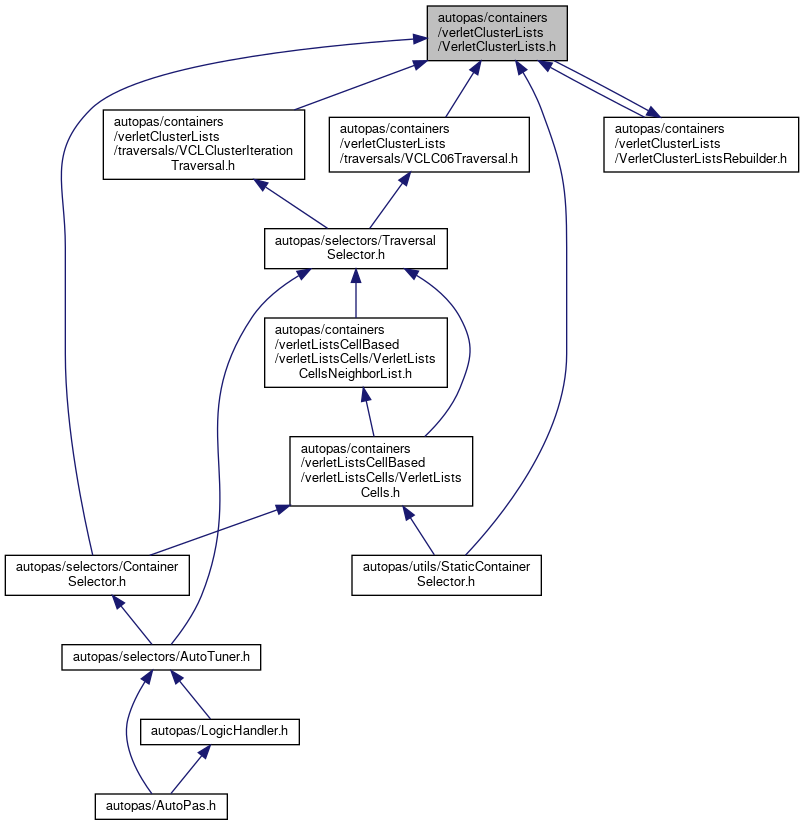 autopas/containers
/verletClusterLists
/VerletClusterLists.h
autopas/containers
/verletClusterLists
/traversals/VCLClusterIteration
Traversal.h
autopas/containers
/verletClusterLists
/traversals/VCLC06Traversal.h
autopas/containers
/verletClusterLists
/VerletClusterListsRebuilder.h
autopas/selectors/Traversal
Selector.h
autopas/containers
/verletListsCellBased
/verletListsCells/VerletLists
CellsNeighborList.h
autopas/containers
/verletListsCellBased
/verletListsCells/VerletLists
Cells.h
autopas/selectors/Container
Selector.h
autopas/utils/StaticContainer
Selector.h
autopas/selectors/AutoTuner.h
autopas/LogicHandler.h
autopas/AutoPas.h